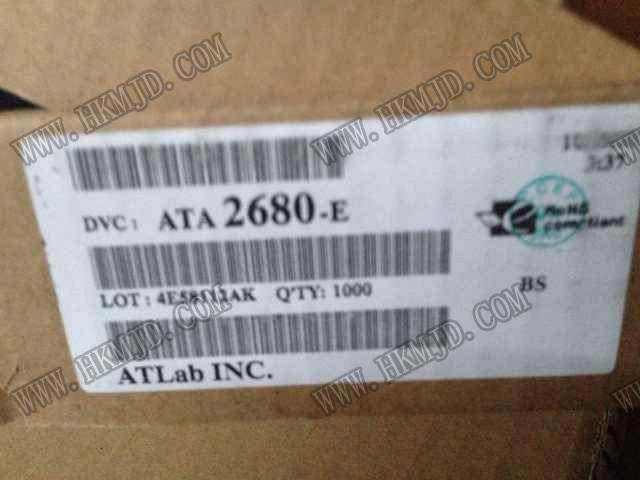 WWW.HKMJD.COM
WWW.HKMJD.COM
DVC: ATA 2680-E
RoHS
compliant
LOT: Q'TY: 1000
BS
ATLab INC.
WWW.HKMJD.COM
WWW.HKMJD.COM